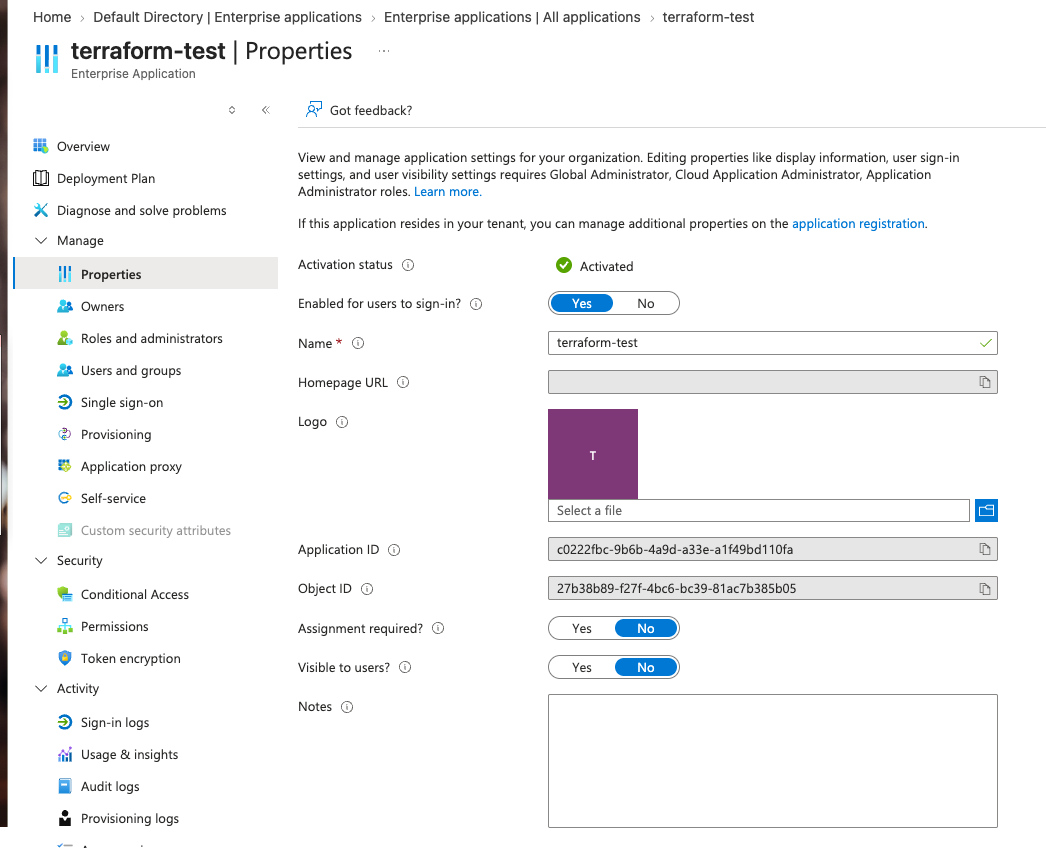 Home > Default Directory | Enterprise applications > Enterprise applications | All applications > terraform-test
terraform-test | Properties ...
Enterprise Application
Got feedback?
Overview
Deployment Plan
Diagnose and solve problems
Manage
Properties
Owners
Roles and administrators
Users and groups
Single sign-on
Provisioning
Application proxy
Self-service
Custom security attributes
Security
Conditional Access
Permissions
Token encryption
Activity
Sign-in logs
Usage & insights
Audit logs
Provisioning logs
View and manage application settings for your organization. Editing properties like display information, user sign-in
settings, and user visibility settings requires Global Administrator, Cloud Application Administrator, Application
Administrator roles. Learn more.
If this application resides in your tenant, you can manage additional properties on the application registration.
Activation status Activated
Enabled for users to sign-in? Yes No
Name * terraform-test
Homepage URL
Logo
T
Select a file
Application ID c0222fbc-9b6b-4a9d-a33e-a1f49bd110fa
Object ID 27b38b89-f27f-4bc6-bc39-81ac7b385b05
Assignment required? Yes No
Visible to users? Yes No
Notes